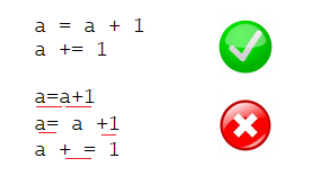 a = a + 1
a += 1
a=a+1
a= a +1
a + = 1